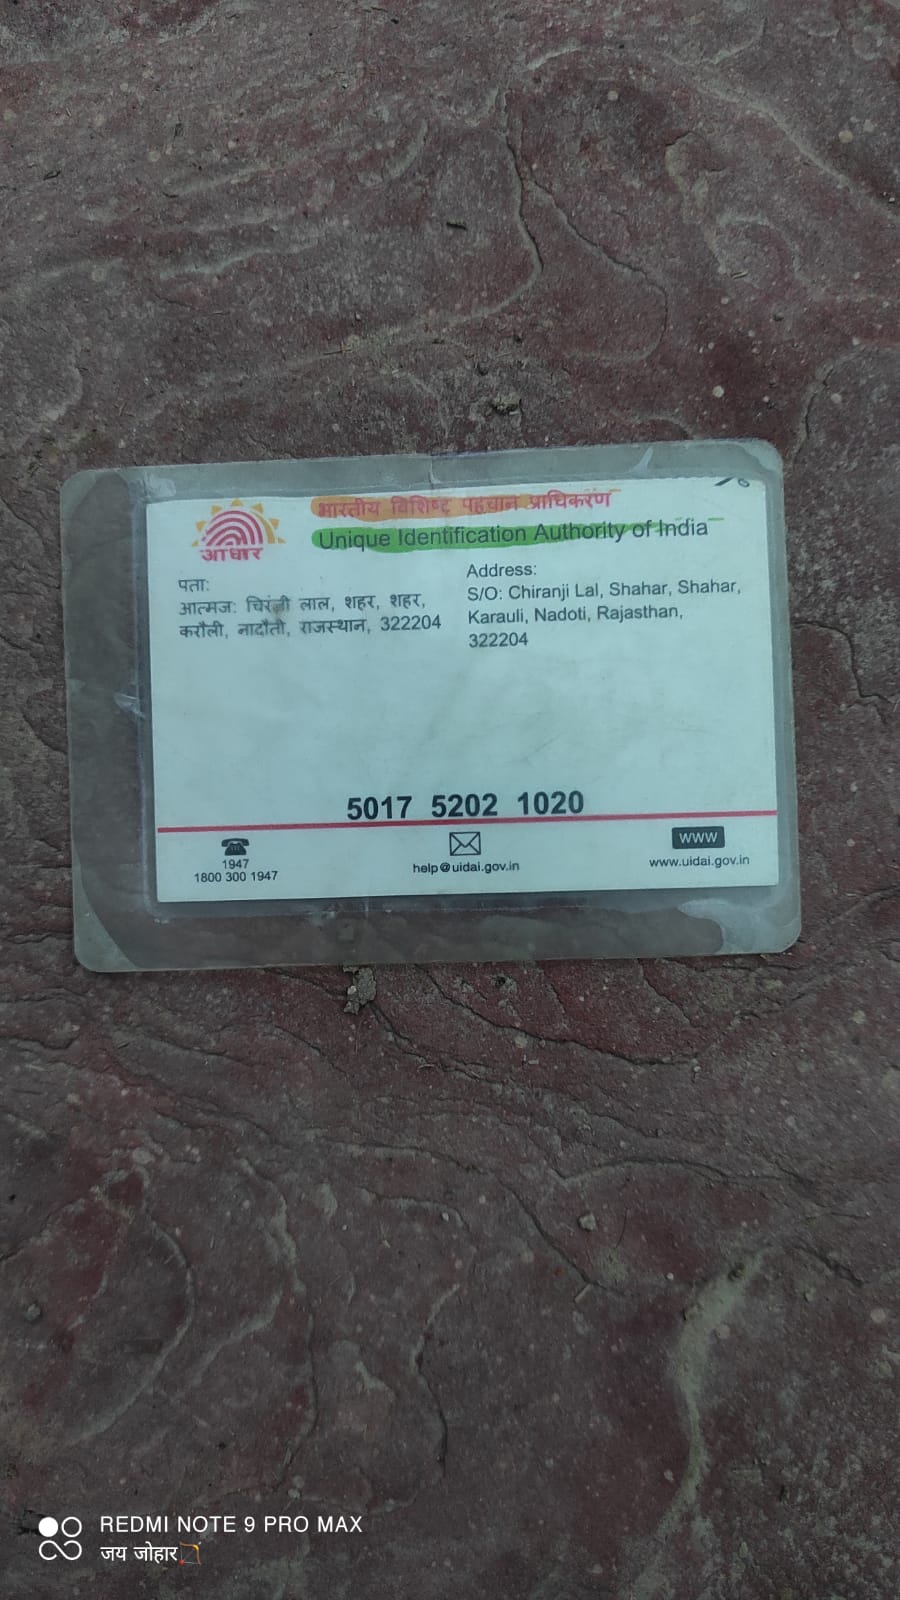 आधार
भारतीय विशिष्ट पहचान प्राधिकरण
Unique Identification Authority of India
पता:
आत्मज: चिरंजी लाल, शहर, शहर,
करौली, नादौती, राजस्थान, 322204
Address:
S/O: Chiranji Lal, Shahar, Shahar,
Karauli, Nadoti, Rajasthan,
322204
5017 5202 1020
1947
1800 300 1947
help@uidai.gov.in
www
www.uidai.gov.in
REDMI NOTE 9 PRO MAX
जय जोहार🏹